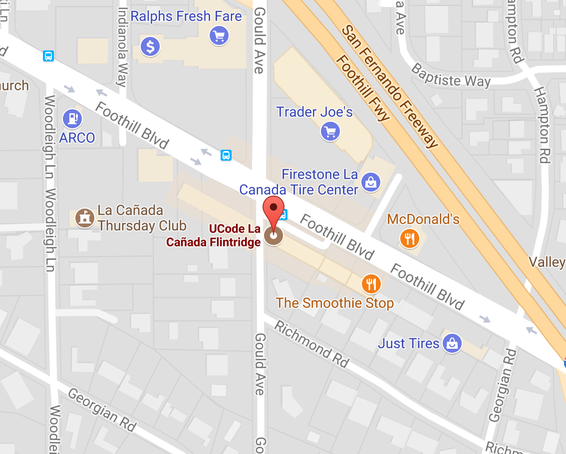 Ralphs Fresh Fare
Gould Ave
Indianola Way
San Fernando Freeway
Foothill Fwy
Hampton Rd
Baptiste Way
Hampton Rd
Woodleigh Ln
Foothill Blvd
ARCO
Trader Joe's
Firestone La
Canada Tire Center
La Cañada
Thursday Club
UCode La
Cañada Flintridge
Foothill Blvd
McDonald's
Woodleigh Ln
Foothill Blvd
Valley
The Smoothie Stop
Richmond Rd
Just Tires
Gould Ave
Georgian Rd
Georgian Rd